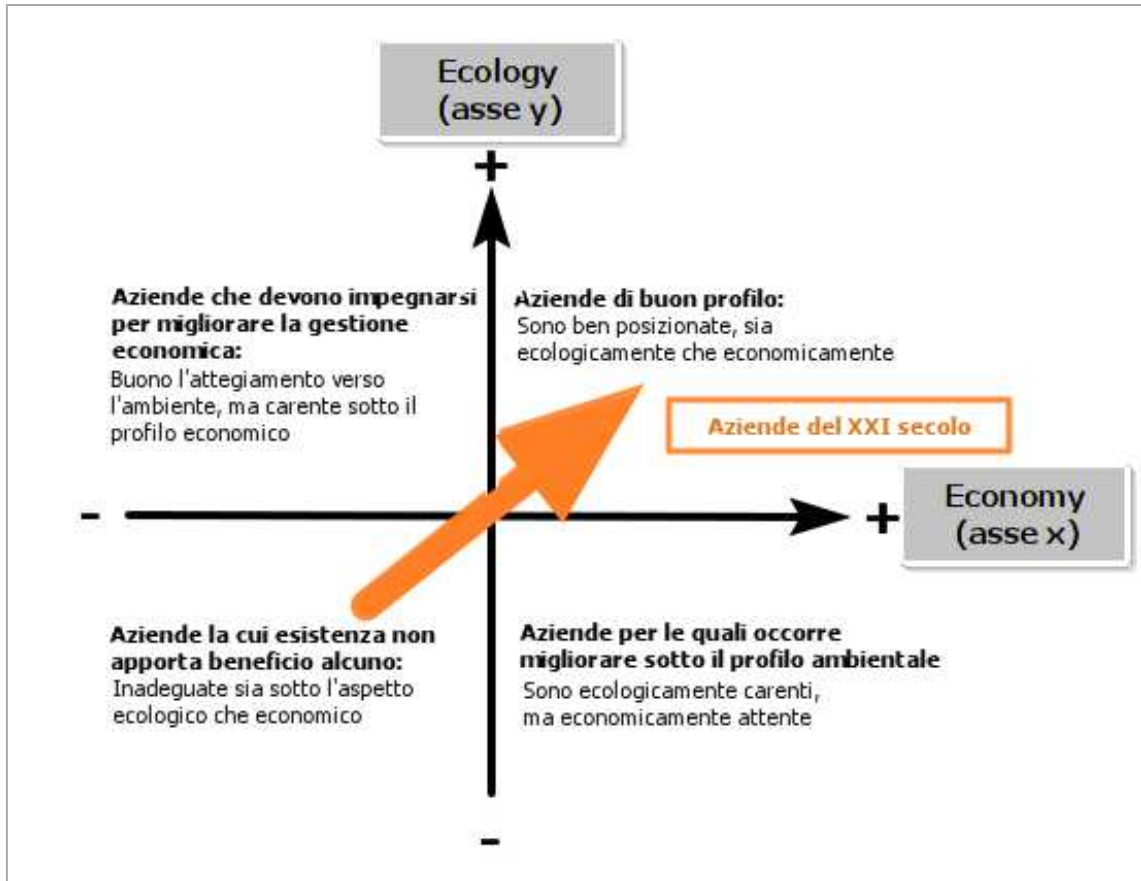 Ecology
(asse y)
+
Aziende che devono impegnarsi
per migliorare la gestione
economica:
Buono l'attegiamento verso
l'ambiente, ma carente sotto il
profilo economico
Aziende di buon profilo:
Sono ben posizionate, sia
ecologicamente che economicamente
Aziende del XXI secolo
-
+
Economy
(asse x)
Aziende la cui esistenza non
apporta beneficio alcuno:
Inadeguate sia sotto l'aspetto
ecologico che economico
Aziende per le quali occorre
migliorare sotto il profilo ambientale
Sono ecologicamente carenti,
ma economicamente attente
-